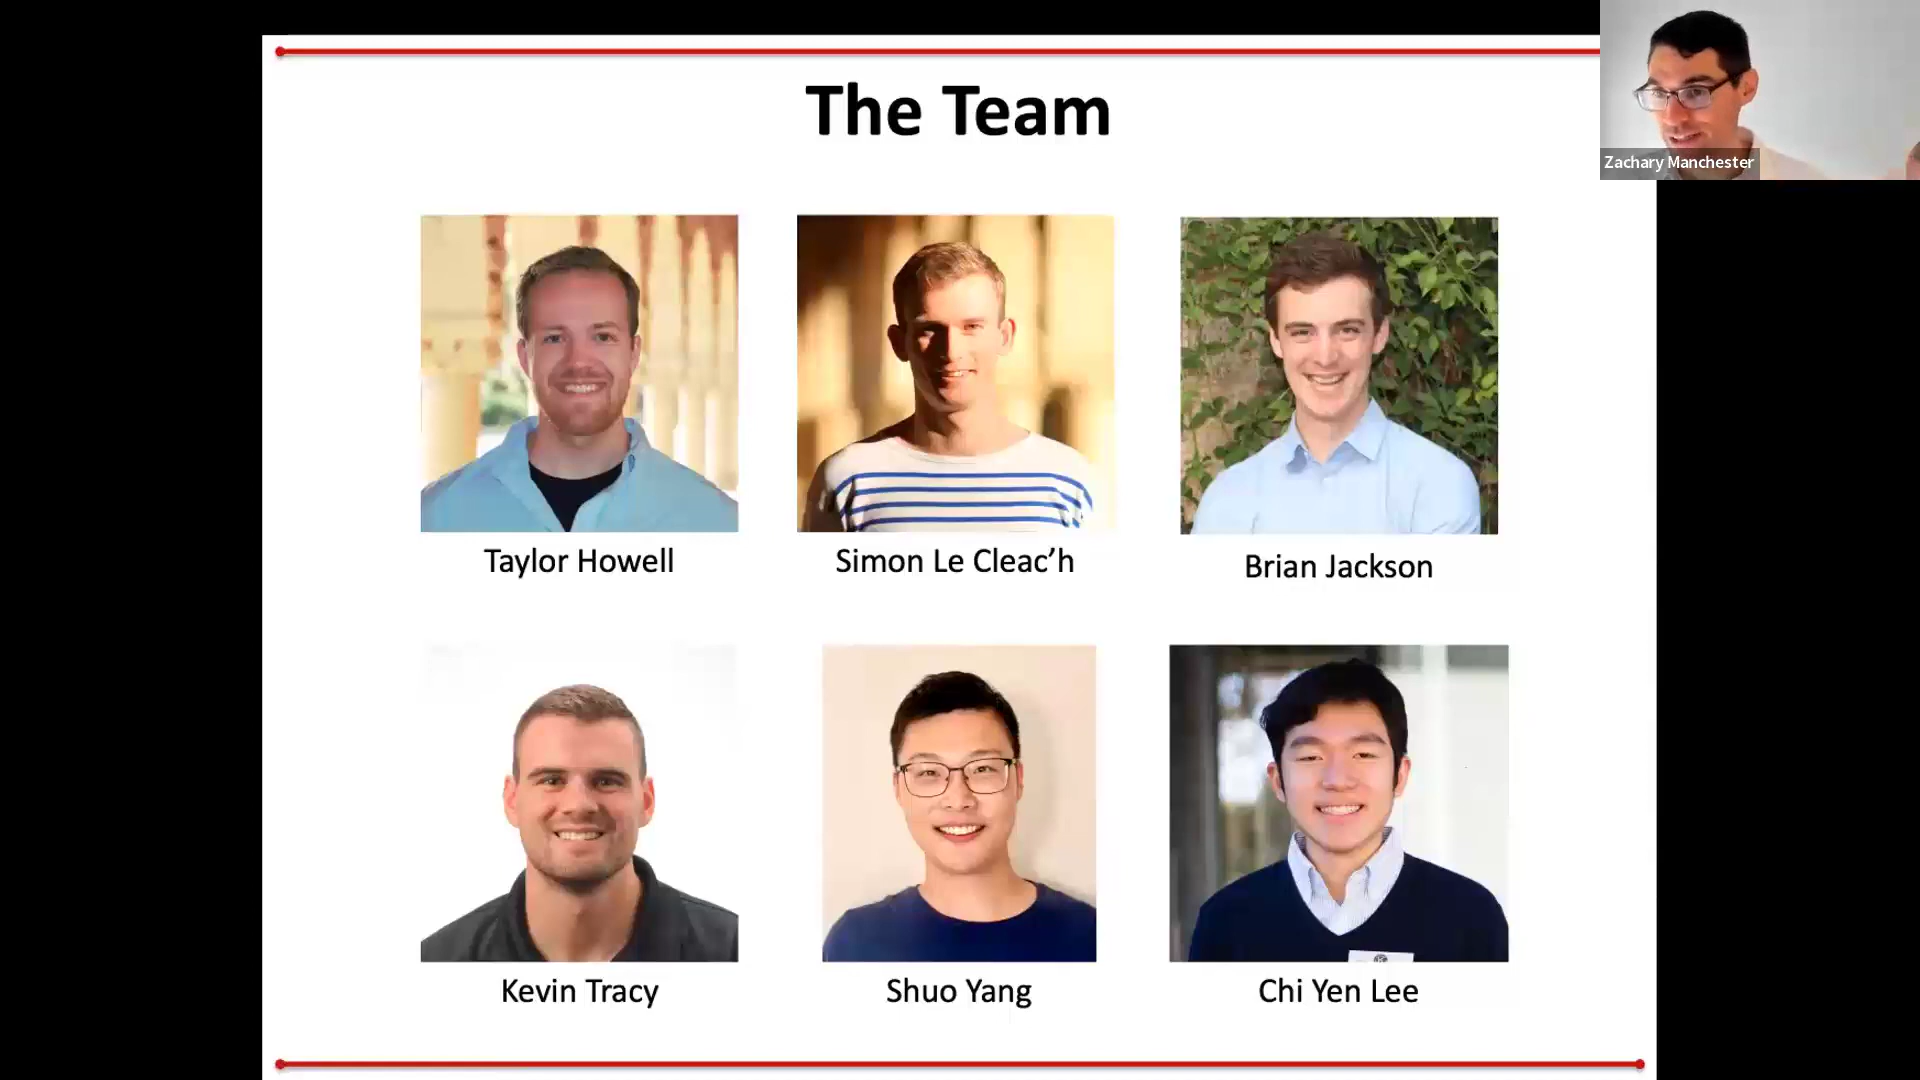 The Team
Zachary Manchester
Taylor Howell
Simon Le Cleac’h
Brian Jackson
Kevin Tracy
Shuo Yang
Chi Yen Lee